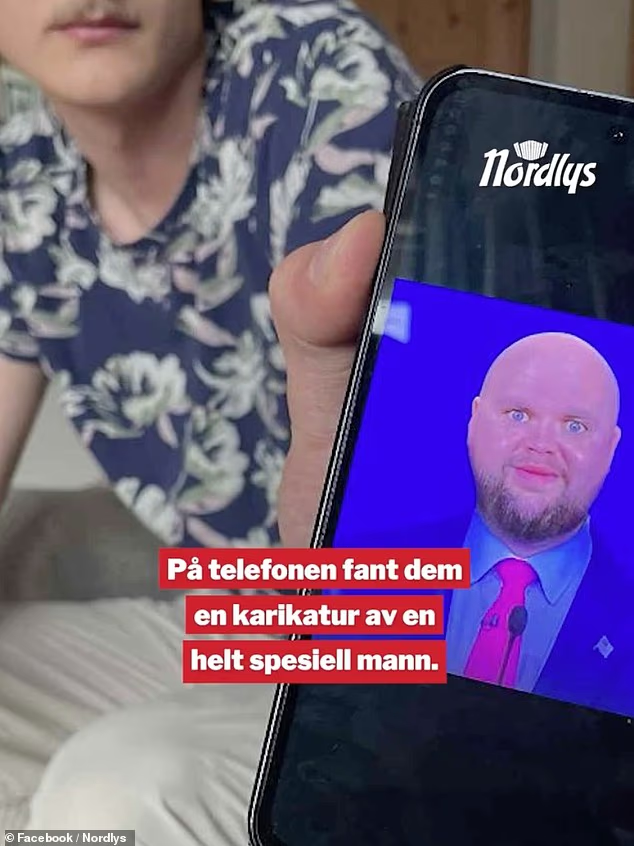 Nordlys
På telefonen fant dem
en karikatur av en
helt spesiell mann.
© Facebook / Nordlys